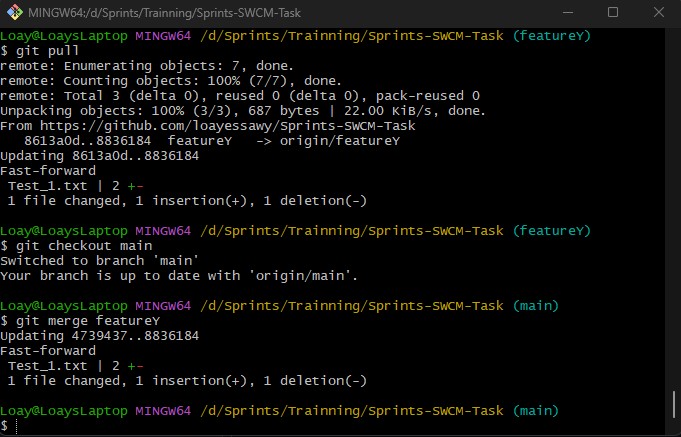 MINGW64:/d/Sprints/Trainning/Sprints-SWCM-Task
Loay@LoaysLaptop MINGW64 /d/Sprints/Trainning/Sprints-SWCM-Task (featureY)
$ git pull
remote: Enumerating objects: 7, done.
remote: Counting objects: 100% (7/7), done.
remote: Total 3 (delta 0), reused 0 (delta 0), pack-reused 0
Unpacking objects: 100% (3/3), 687 bytes | 22.00 KiB/s, done.
From https://github.com/loayessawy/Sprints-SWCM-Task
   8613a0d..8836184  featureY   -> origin/featureY
Updating 8613a0d..8836184
Fast-forward
 Test_1.txt | 2 +-
 1 file changed, 1 insertion(+), 1 deletion(-)
Loay@LoaysLaptop MINGW64 /d/Sprints/Trainning/Sprints-SWCM-Task (featureY)
$ git checkout main
Switched to branch 'main'
Your branch is up to date with 'origin/main'.
Loay@LoaysLaptop MINGW64 /d/Sprints/Trainning/Sprints-SWCM-Task (main)
$ git merge featureY
Updating 4739437..8836184
Fast-forward
 Test_1.txt | 2 +-
 1 file changed, 1 insertion(+), 1 deletion(-)
Loay@LoaysLaptop MINGW64 /d/Sprints/Trainning/Sprints-SWCM-Task (main)
$